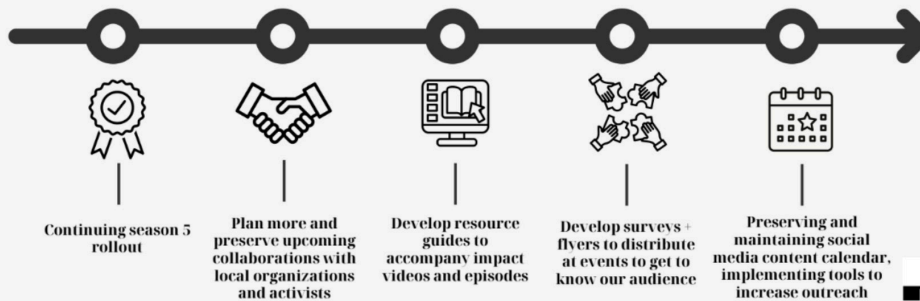 Continuing season 5
rollout
Plan more and
preserve upcoming
collaborations with
local organizations
and activists
Develop resource
guides to
accompany impact
videos and episodes
Develop surveys +
flyers to distribute
at events to get to
know our audience
Preserving and
maintaining social
media content calendar,
implementing tools to
increase outreach